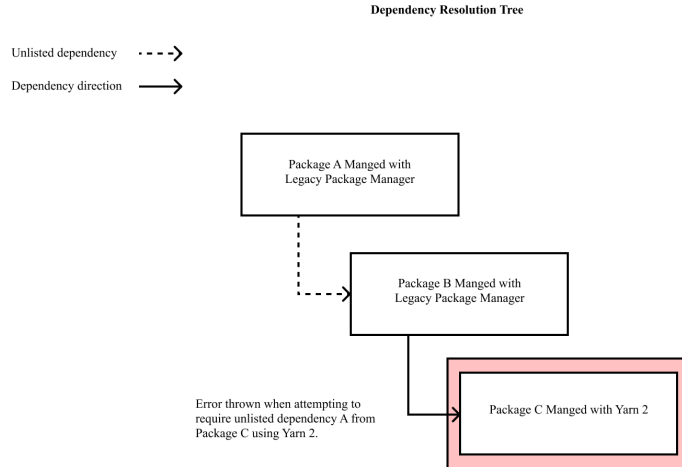 Dependency Resolution Tree
Unlisted dependency
Dependency direction
Package A Manged with
Legacy Package Manager
Package B Manged with
Legacy Package Manager
Error thrown when attempting to
require unlisted dependency A from
Package C using Yarn 2.
Package C Manged with Yarn 2